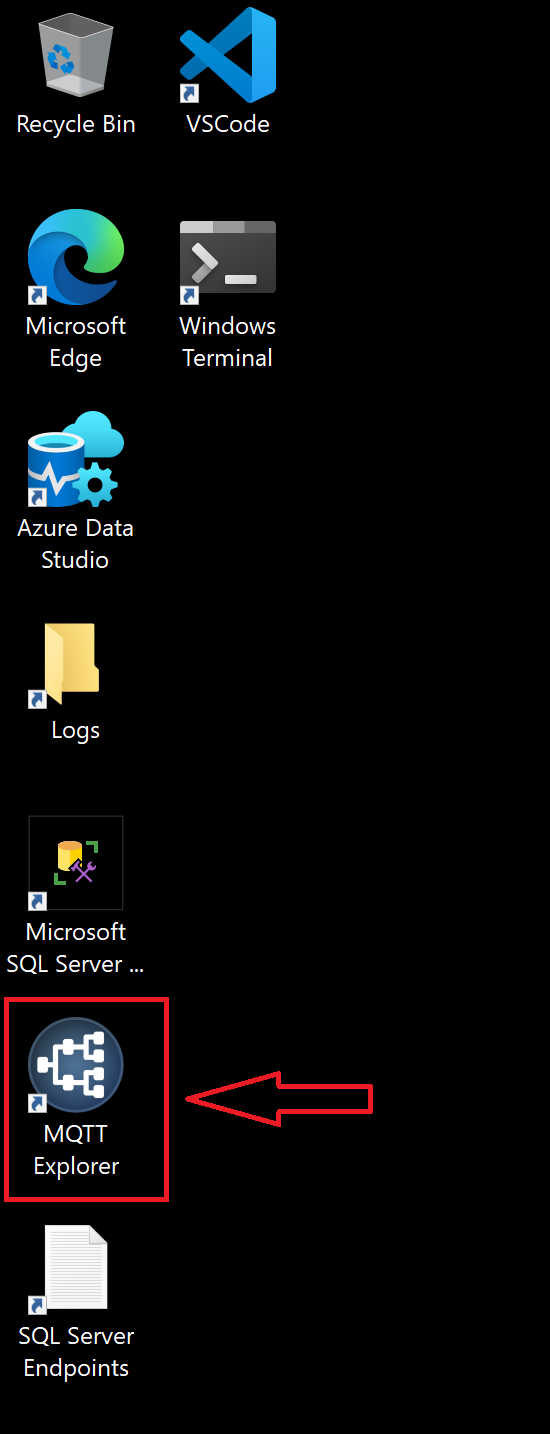 Recycle Bin
VSCode
Microsoft
Edge
Windows
Terminal
Azure Data
Studio
Logs
Microsoft
SQL Server ...
MQTT
Explorer
SQL Server
Endpoints